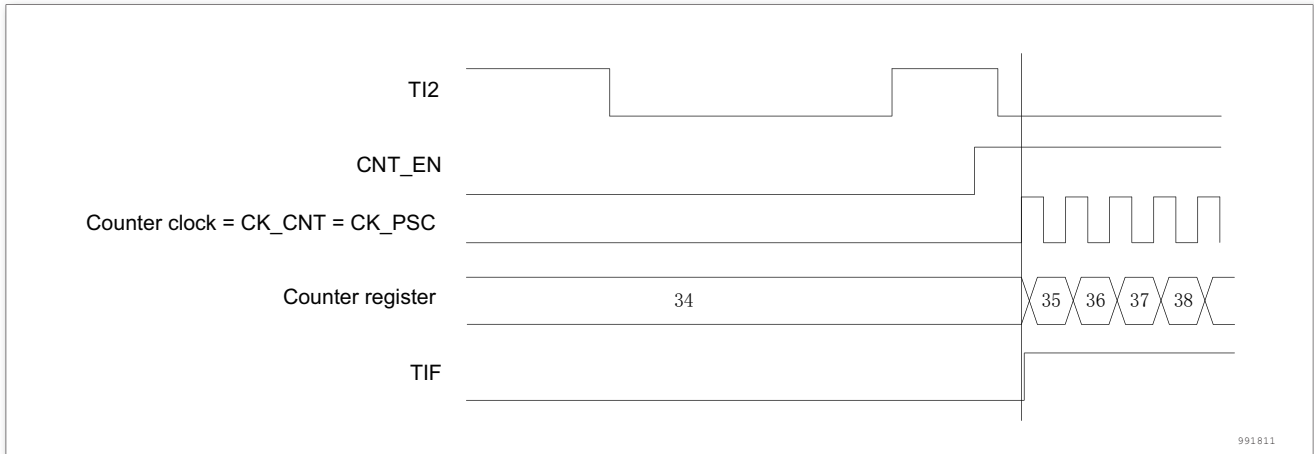 TI2
CNT_EN
Counter clock = CK_CNT = CK_PSC
Counter register 34 35 36 37 38
TIF
991811